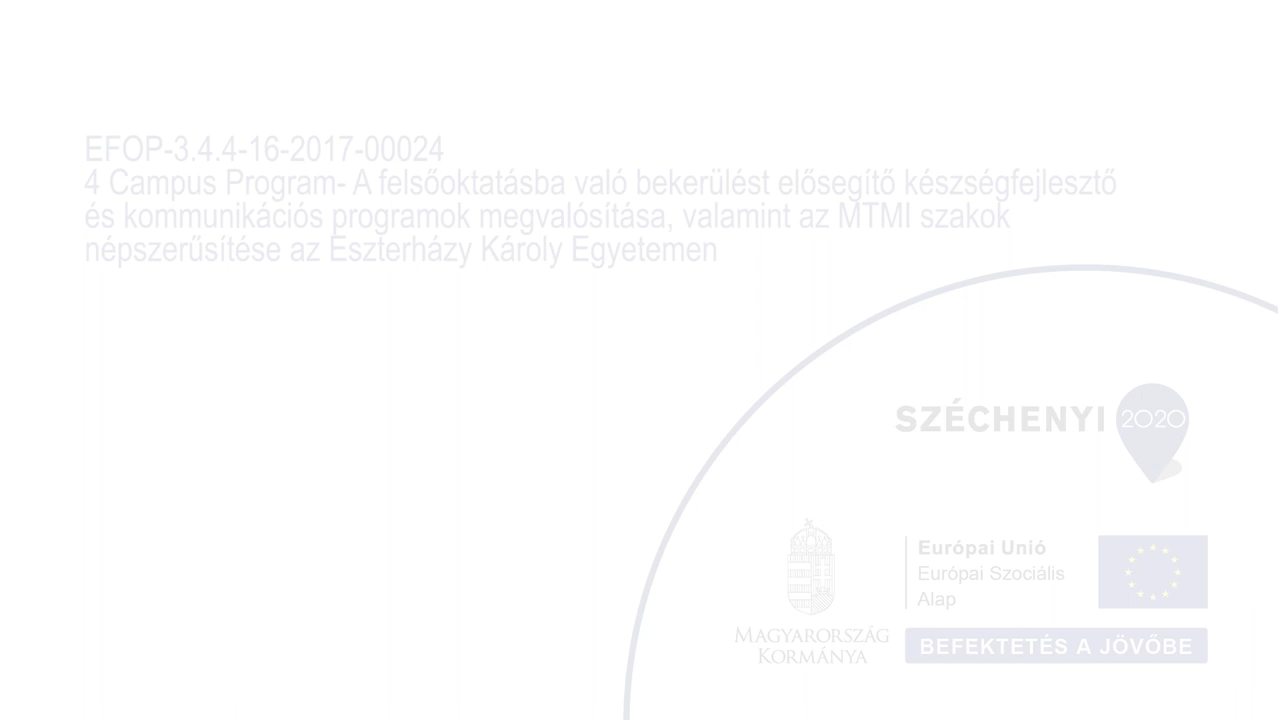 EFOP-3.4.4-16-2017-00024
4 Campus Program- A felsőoktatásba való bekerülést elősegítő készségfejlesztő
és kommunikációs programok megvalósítása, valamint az MTMI szakok
népszerűsítése az Eszterházy Károly Egyetemen
SZÉCHENYI 2020
Európai Unió
Európai Szociális
Alap
MAGYARORSZÁG
KORMÁNYA
BEFEKTETÉS A JÖVŐBE